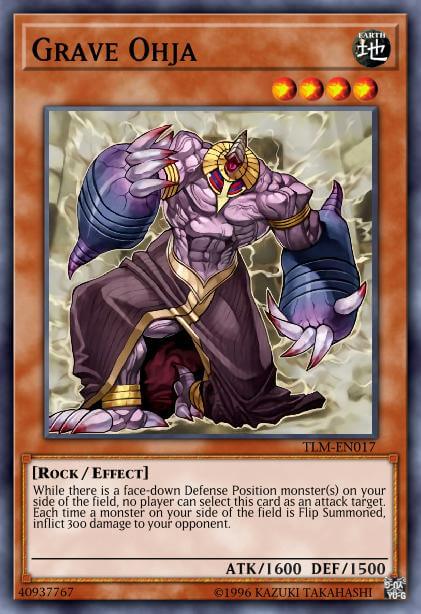 Grave Ohja
EARTH
地
TLM-EN017
[Rock / Effect]
While there is a face-down Defense Position monster(s) on your
side of the field, no player can select this card as an attack target.
Each time a monster on your side of the field is Flip Summoned,
inflict 300 damage to your opponent.
ATK/1600 DEF/1500
40937767
©1996 KAZUKI TAKAHASHI